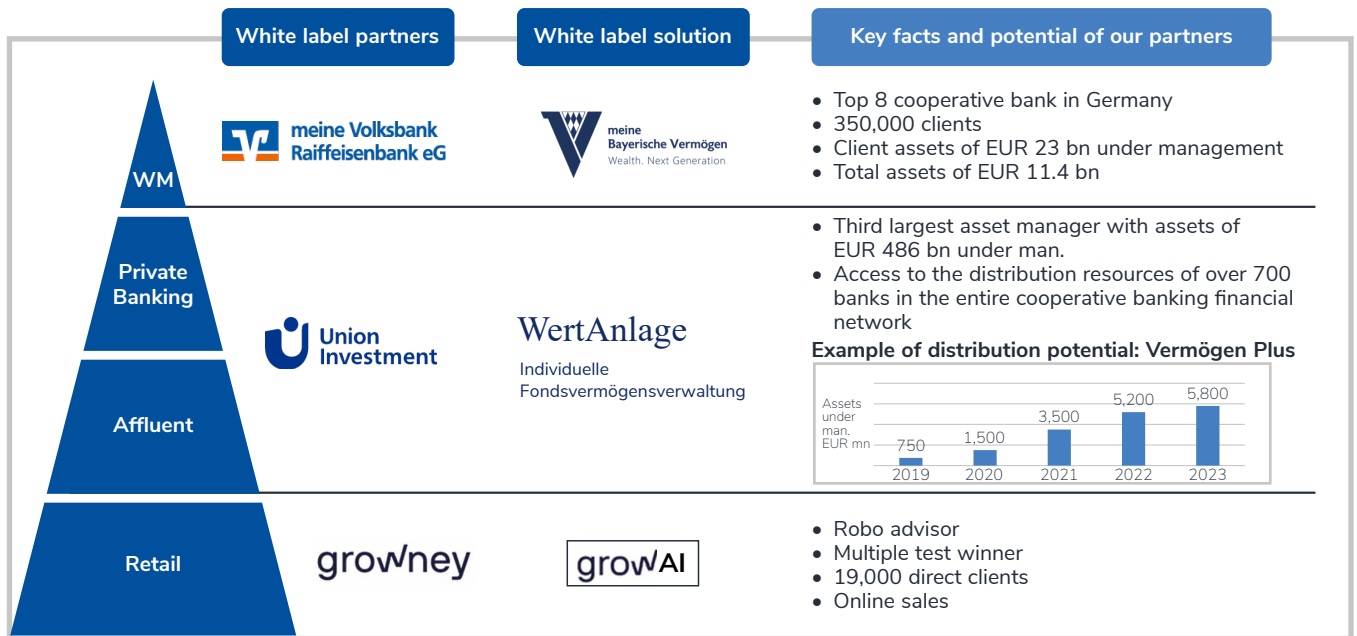 White label partners
White label solution
Key facts and potential of our partners
WM
meine Volksbank
Raiffeisenbank eG
meine
Bayerische Vermögen
Wealth. Next Generation
• Top 8 cooperative bank in Germany
• 350,000 clients
• Client assets of EUR 23 bn under management
• Total assets of EUR 11.4 bn
Private
Banking
Affluent
Union
Investment
WertAnlage
Individuelle
Fondsvermögensverwaltung
• Third largest asset manager with assets of
EUR 486 bn under man.
• Access to the distribution resources of over 700
banks in the entire cooperative banking financial
network
Example of distribution potential: Vermögen Plus
Assets
under
man.
EUR mn
750
1,500
3,500
5,200
5,800
2019
2020
2021
2022
2023
Retail
growney
growAI
• Robo advisor
• Multiple test winner
• 19,000 direct clients
• Online sales